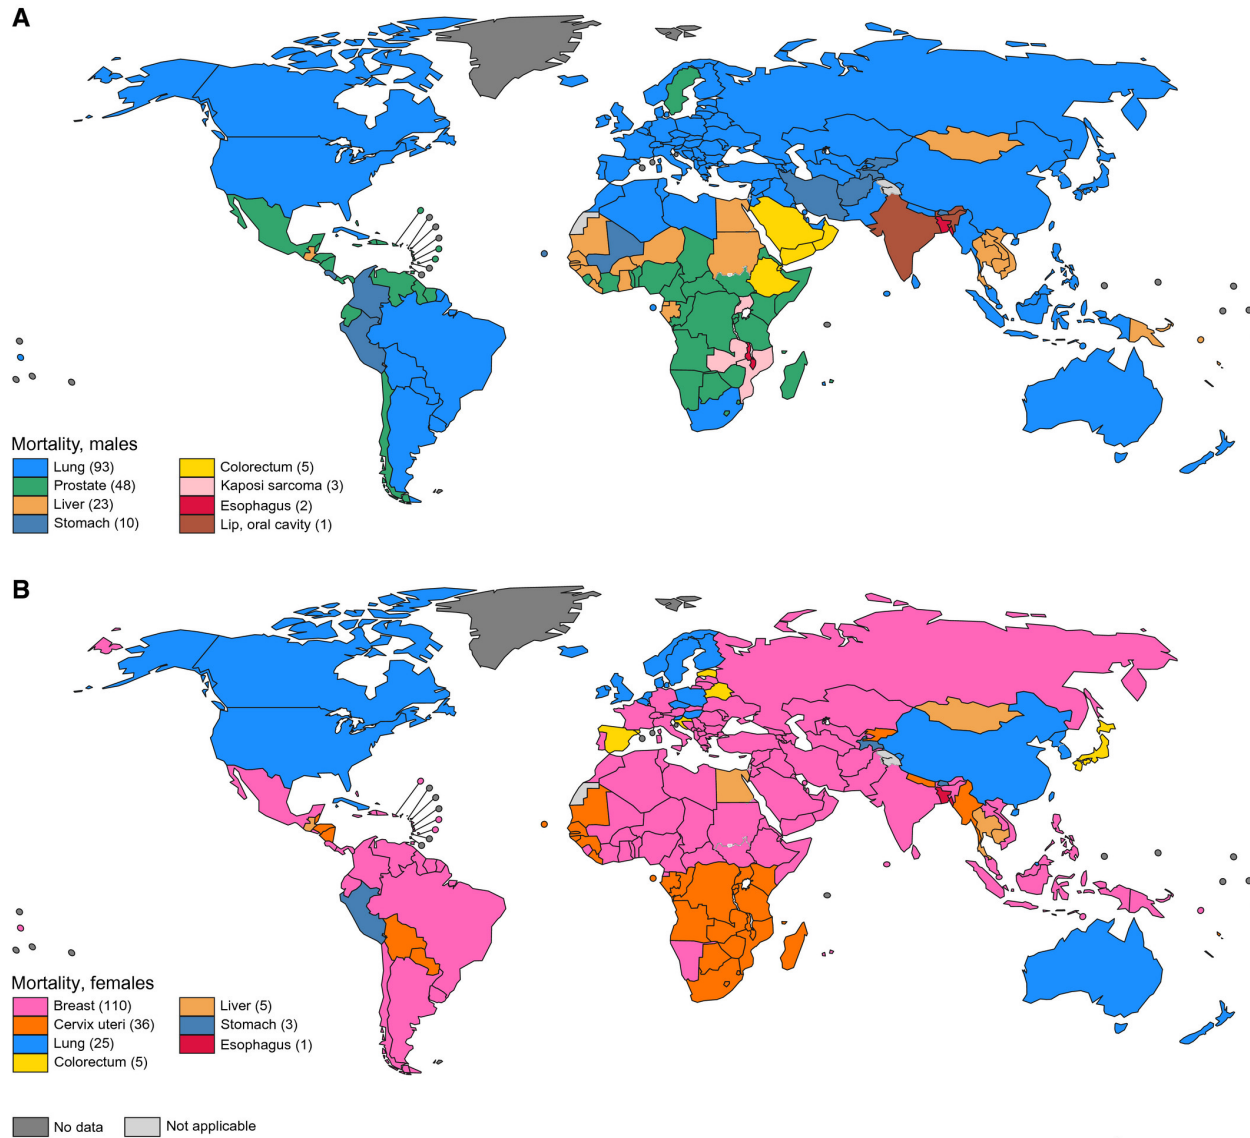 A
Mortality, males
Lung (93)
Prostate (48)
Liver (23)
Stomach (10)
Colorectum (5)
Kaposi sarcoma (3)
Esophagus (2)
Lip, oral cavity (1)
B
Mortality, females
Breast (110)
Cervix uteri (36)
Lung (25)
Colorectum (5)
Liver (5)
Stomach (3)
Esophagus (1)
No data
Not applicable